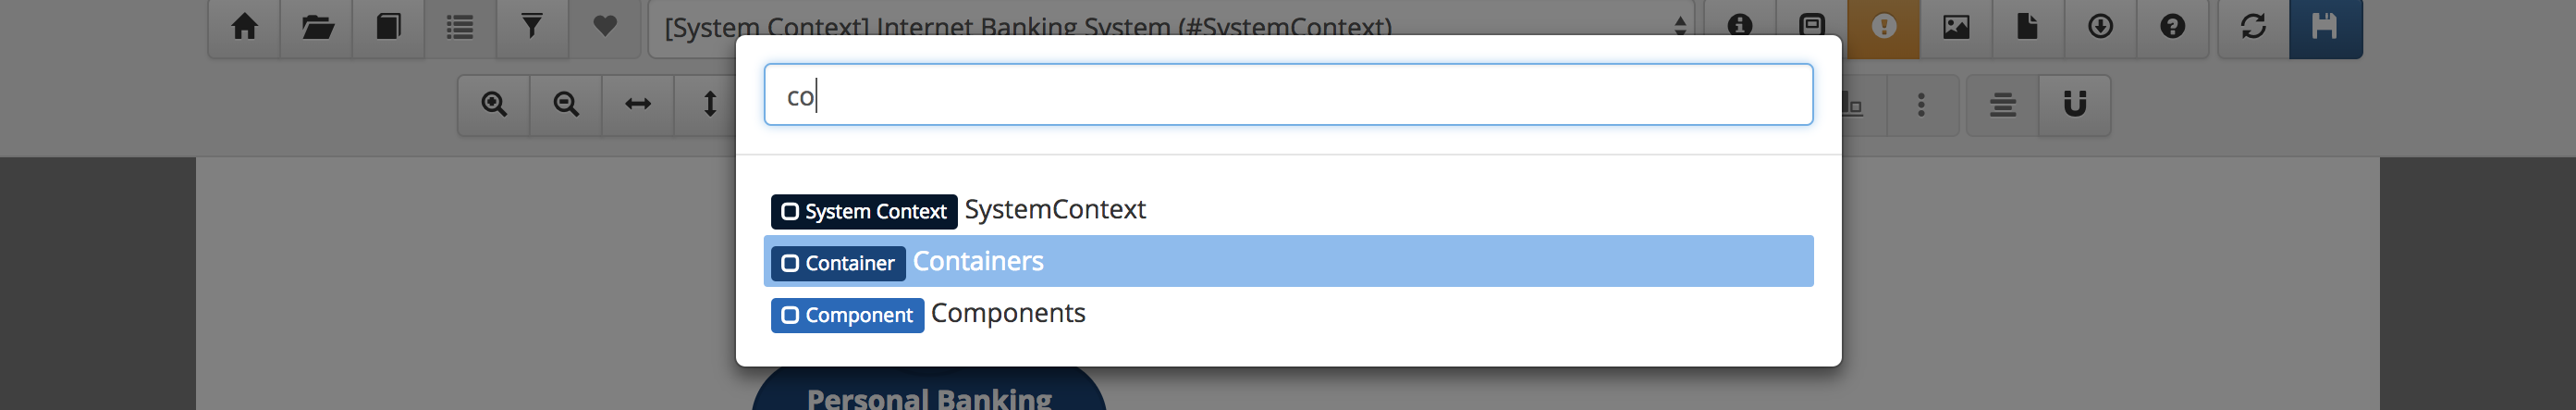 [System Context] Internet Banking System (#SystemContext)
co
System Context SystemContext
Container Containers
Component Components
Personal Banking